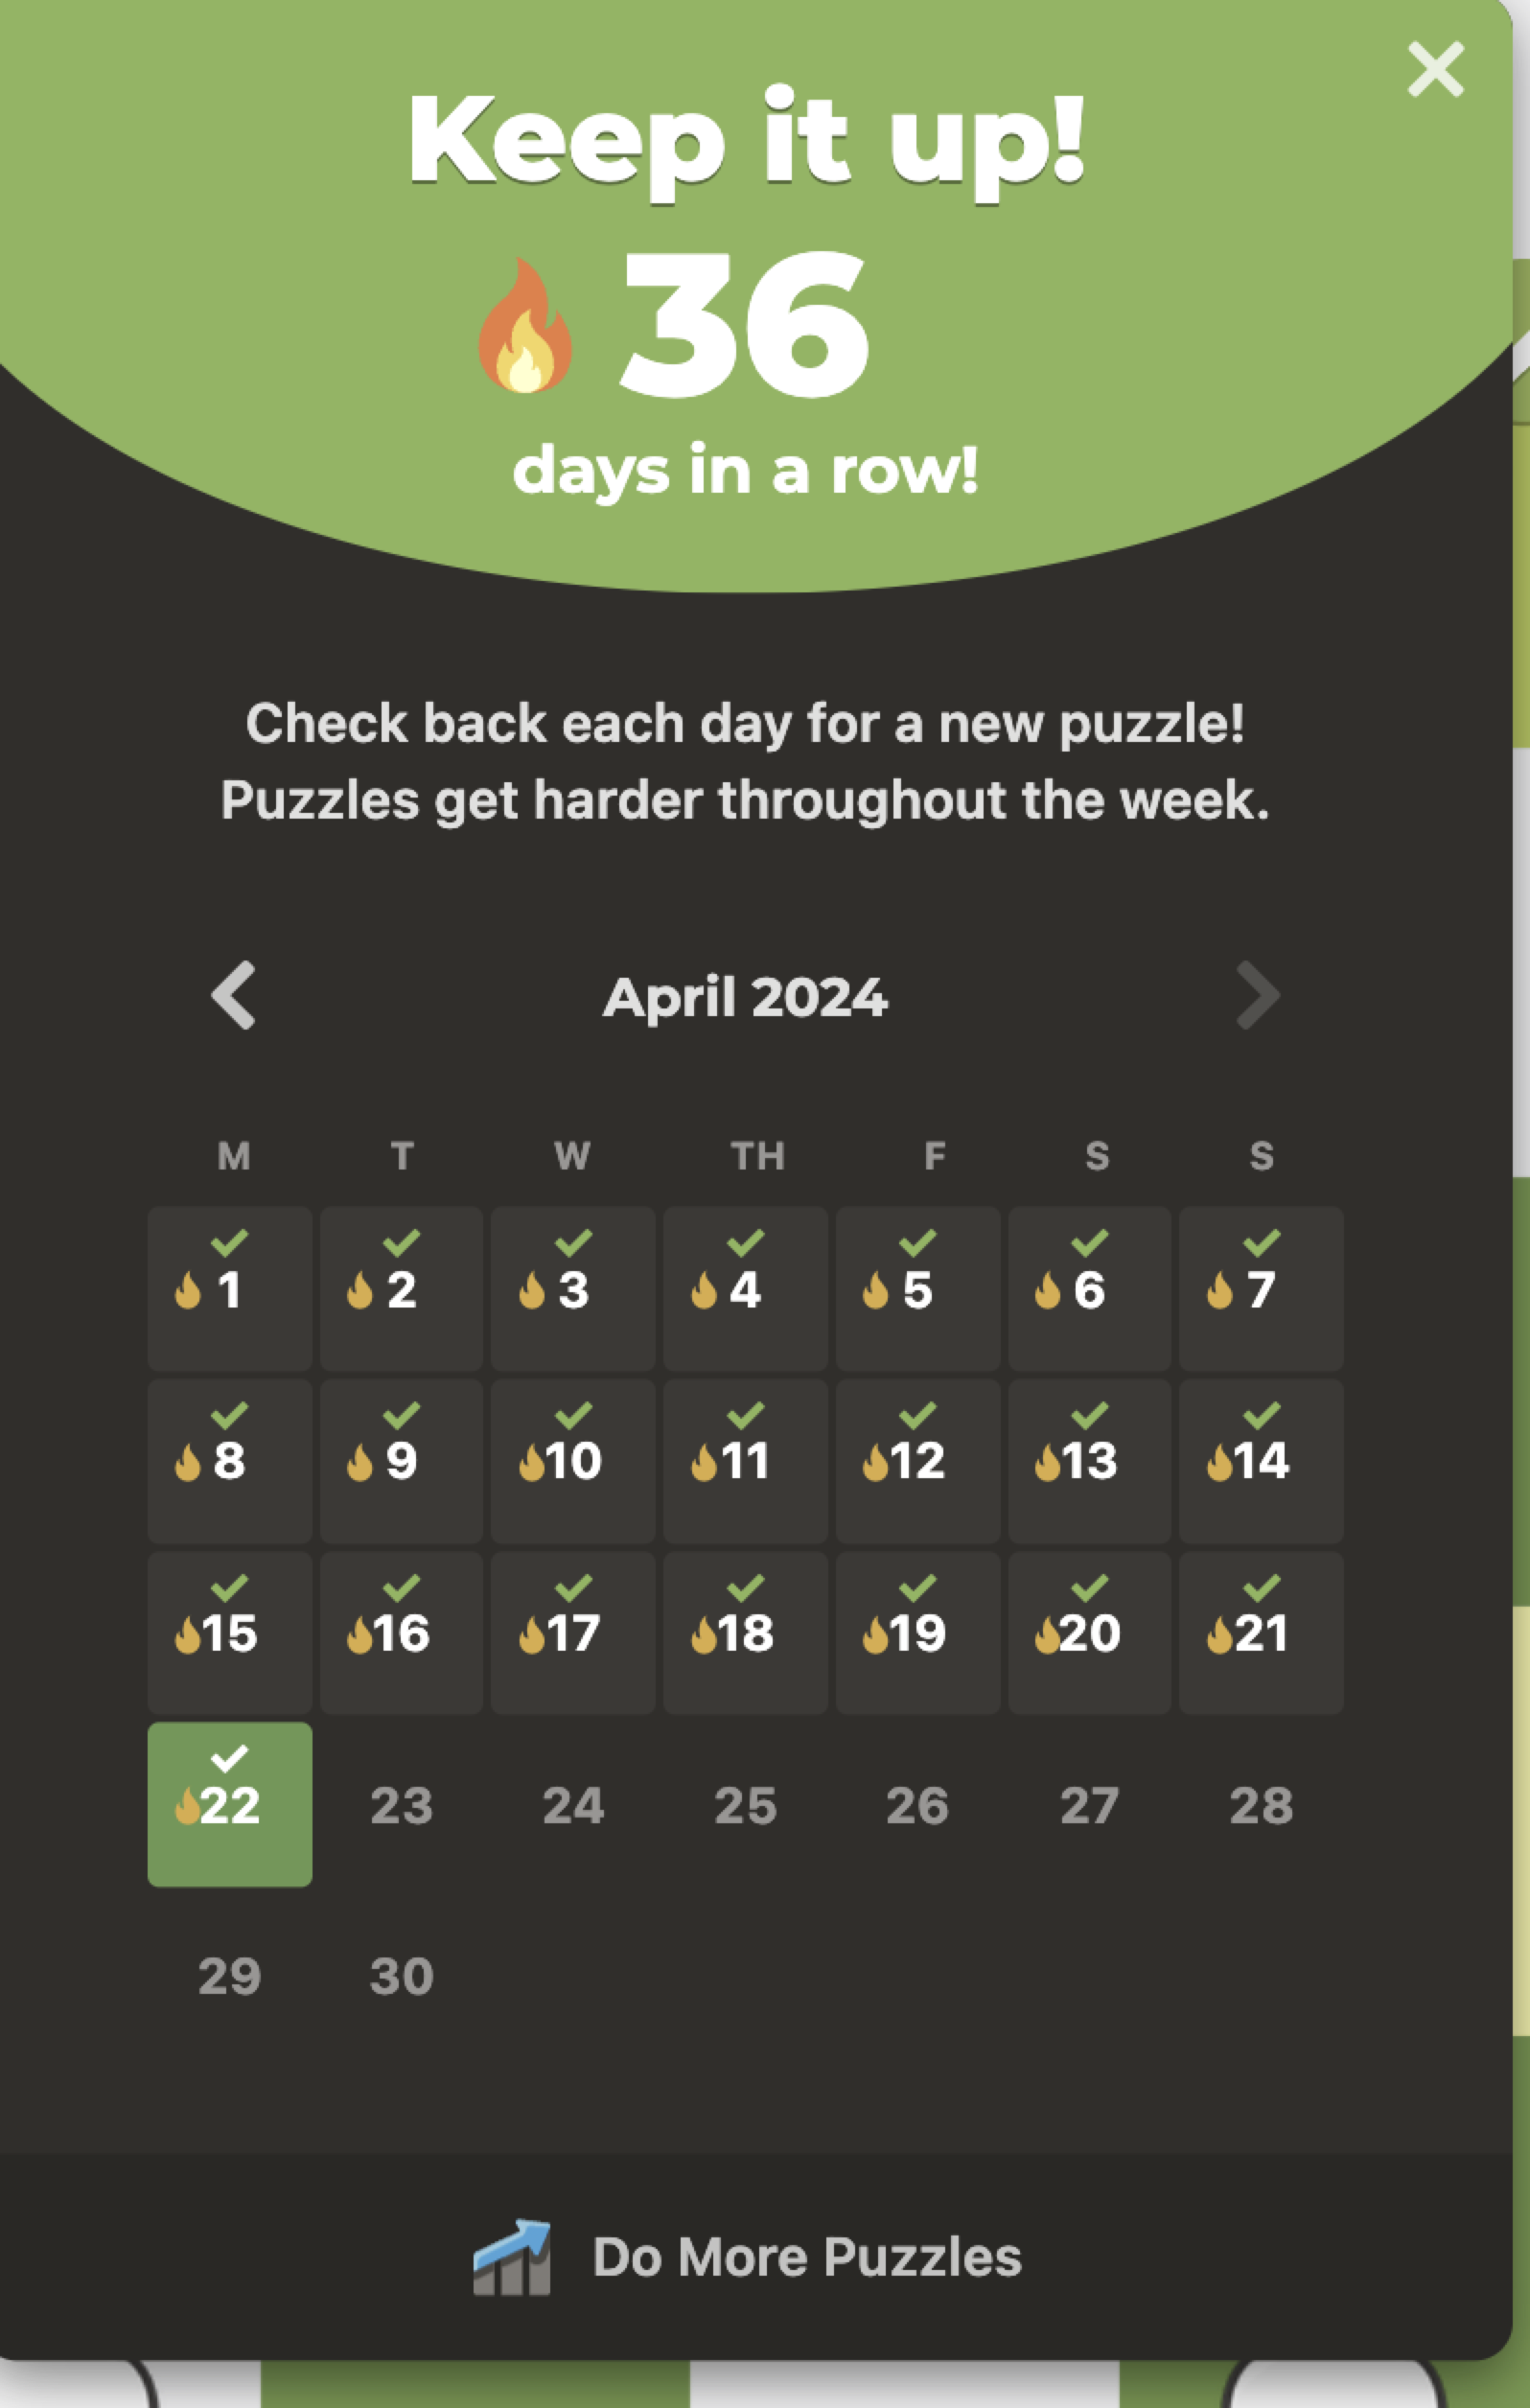 Keep it up!
36
days in a row!
Check back each day for a new puzzle!
Puzzles get harder throughout the week.
April 2024
M T W TH F S S
1 2 3 4 5 6 7
8 9 10 11 12 13 14
15 16 17 18 19 20 21
22 23 24 25 26 27 28
29 30
Do More Puzzles